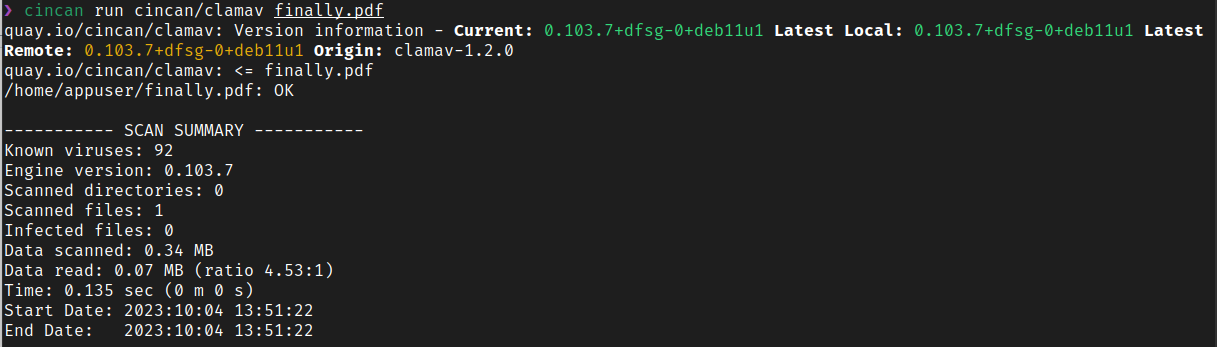 ❯ cincan run cincan/clamav finally.pdf
quay.io/cincan/clamav: Version information - Current: 0.103.7+dfsg-0+deb11u1 Latest Local: 0.103.7+dfsg-0+deb11u1 Latest
Remote: 0.103.7+dfsg-0+deb11u1 Origin: clamav-1.2.0
quay.io/cincan/clamav: <= finally.pdf
/home/appuser/finally.pdf: OK

----------- SCAN SUMMARY -----------
Known viruses: 92
Engine version: 0.103.7
Scanned directories: 0
Scanned files: 1
Infected files: 0
Data scanned: 0.34 MB
Data read: 0.07 MB (ratio 4.53:1)
Time: 0.135 sec (0 m 0 s)
Start Date: 2023:10:04 13:51:22
End Date:   2023:10:04 13:51:22